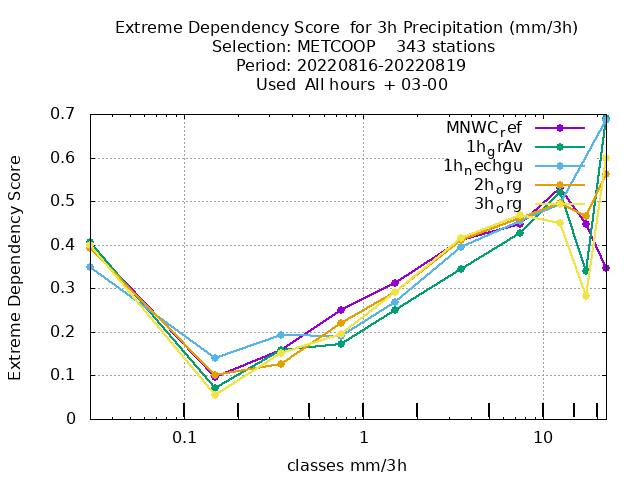 Extreme Dependency Score  for 3h Precipitation (mm/3h)
Selection: METCOOP    343 stations
Period: 20220816-20220819
Used  All hours  + 03-00
0.7
0.6
0.5
0.4
0.3
0.2
0.1
0
Extreme Dependency Score
MNWC_ref
1h_grAv
1h_nechgu
2h_org
3h_org
0.1
1
10
classes mm/3h